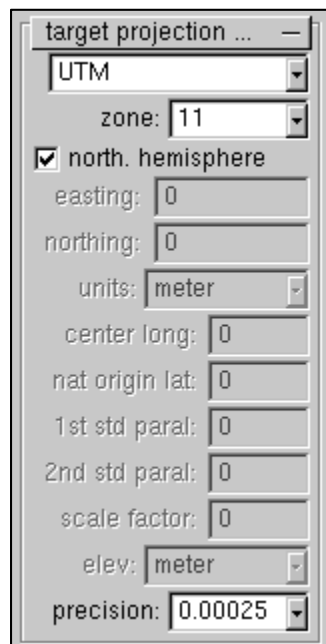 target projection ...
UTM
zone: 11
north. hemisphere
easting: 0
northing: 0
units: meter
center long: 0
nat origin lat: 0
1st std paral: 0
2nd std paral: 0
scale factor: 0
elev: meter
precision: 0.00025